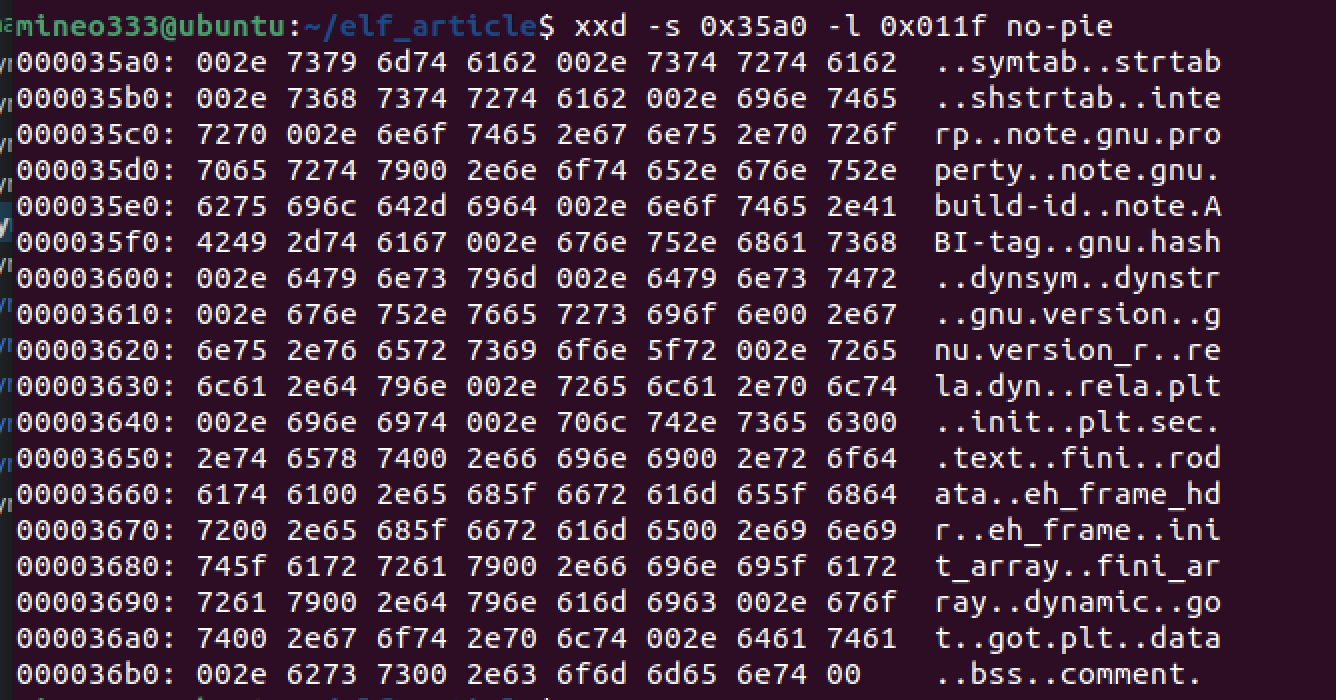 mineo333@ubuntu:~/elf_article$ xxd -s 0x35a0 -l 0x011f no-pie
000035a0: 002e 7379 6d74 6162 002e 7374 7274 6162  ..symtab..strtab
000035b0: 002e 7368 7374 7274 6162 002e 696e 7465  ..shstrtab..inte
000035c0: 7270 002e 6e6f 7465 2e67 6e75 2e70 726f  rp..note.gnu.pro
000035d0: 7065 7274 7900 2e6e 6f74 652e 676e 752e  perty..note.gnu.
000035e0: 6275 696c 642d 6964 002e 6e6f 7465 2e41  build-id..note.A
000035f0: 4249 2d74 6167 002e 676e 752e 6861 7368  BI-tag..gnu.hash
00003600: 002e 6479 6e73 796d 002e 6479 6e73 7472  ..dynsym..dynstr
00003610: 002e 676e 752e 7665 7273 696f 6e00 2e67  ..gnu.version..g
00003620: 6e75 2e76 6572 7369 6f6e 5f72 002e 7265  nu.version_r..re
00003630: 6c61 2e64 796e 002e 7265 6c61 2e70 6c74  la.dyn..rela.plt
00003640: 002e 696e 6974 002e 706c 742e 7365 6300  ..init..plt.sec.
00003650: 2e74 6578 7400 2e66 696e 6900 2e72 6f64  .text..fini..rod
00003660: 6174 6100 2e65 685f 6672 616d 655f 6864  ata..eh_frame_hd
00003670: 7200 2e65 685f 6672 616d 6500 2e69 6e69  r..eh_frame..ini
00003680: 745f 6172 7261 7900 2e66 696e 695f 6172  t_array..fini_ar
00003690: 7261 7900 2e64 796e 616d 6963 002e 676f  ray..dynamic..go
000036a0: 7400 2e67 6f74 2e70 6c74 002e 6461 7461  t..got.plt..data
000036b0: 002e 6273 7300 2e63 6f6d 6d65 6e74 00  ..bss..comment.